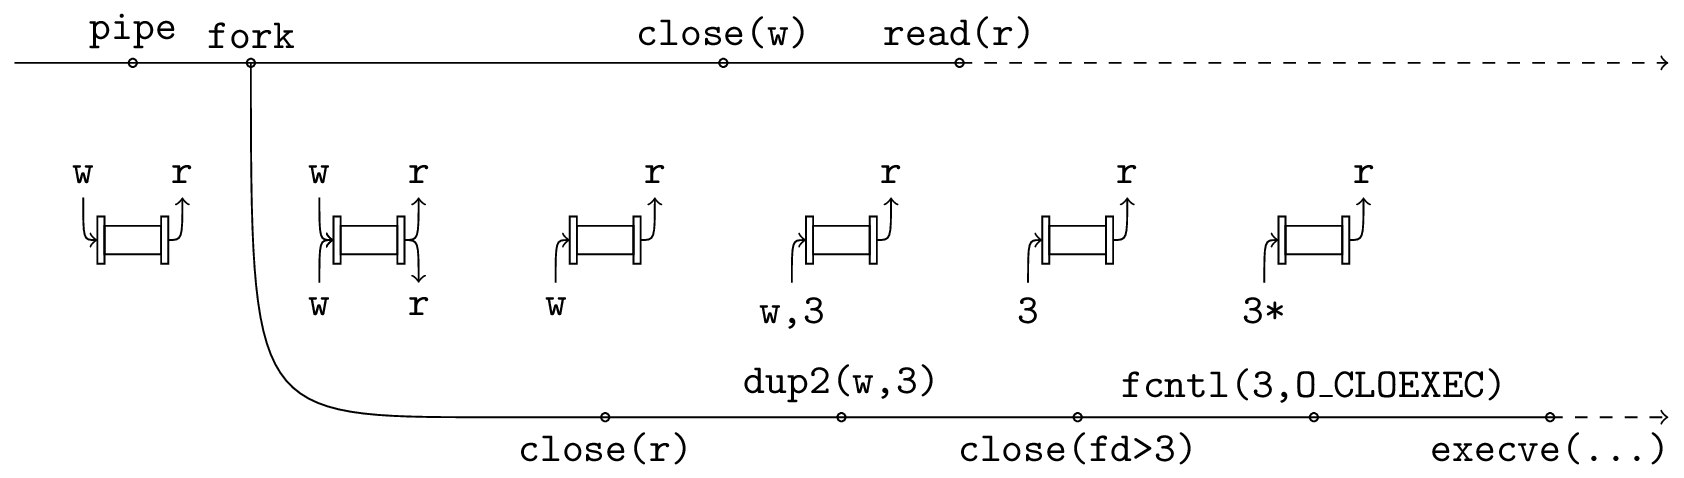 pipe
fork
close(w)
read(r)
w r w r r r r r
w r w w,3 3 3*
dup2(w,3)
fcntl(3,O_CLOEXEC)
close(r)
close(fd>3)
execve(...)